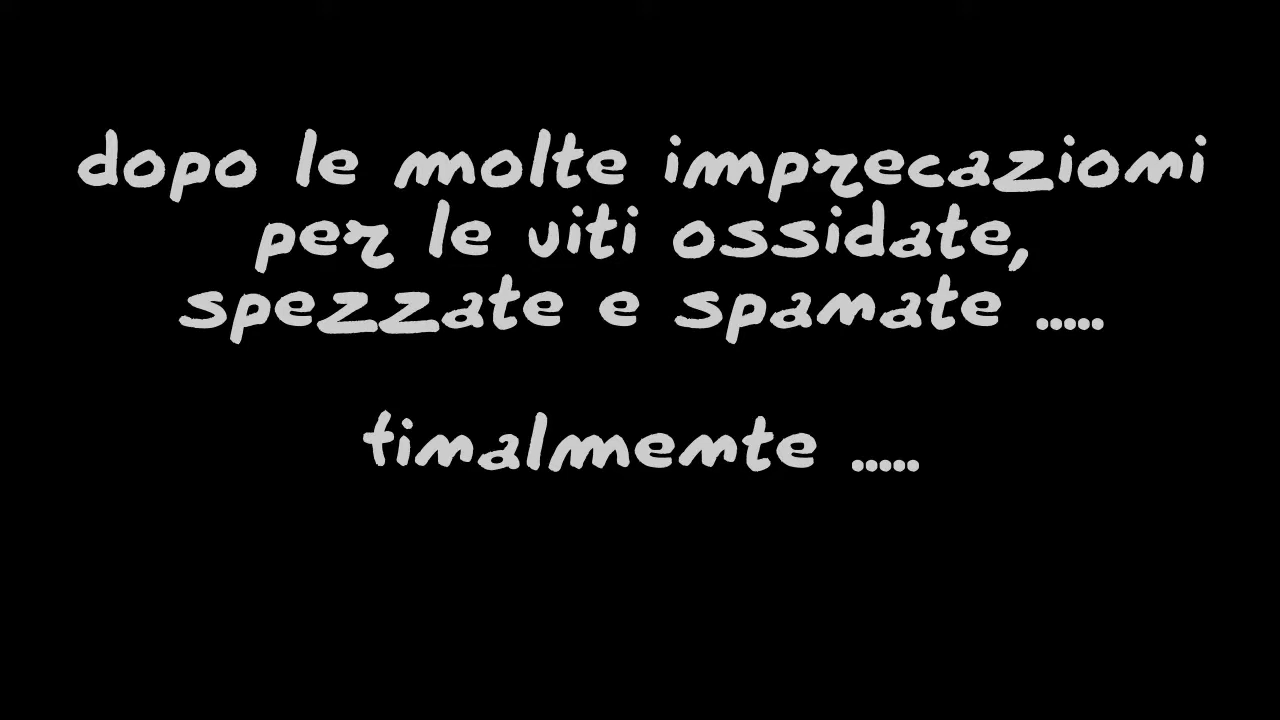 dopo le molte imprecazioni
per le viti ossidate,
spezzate e spanate .....
finalmente .....